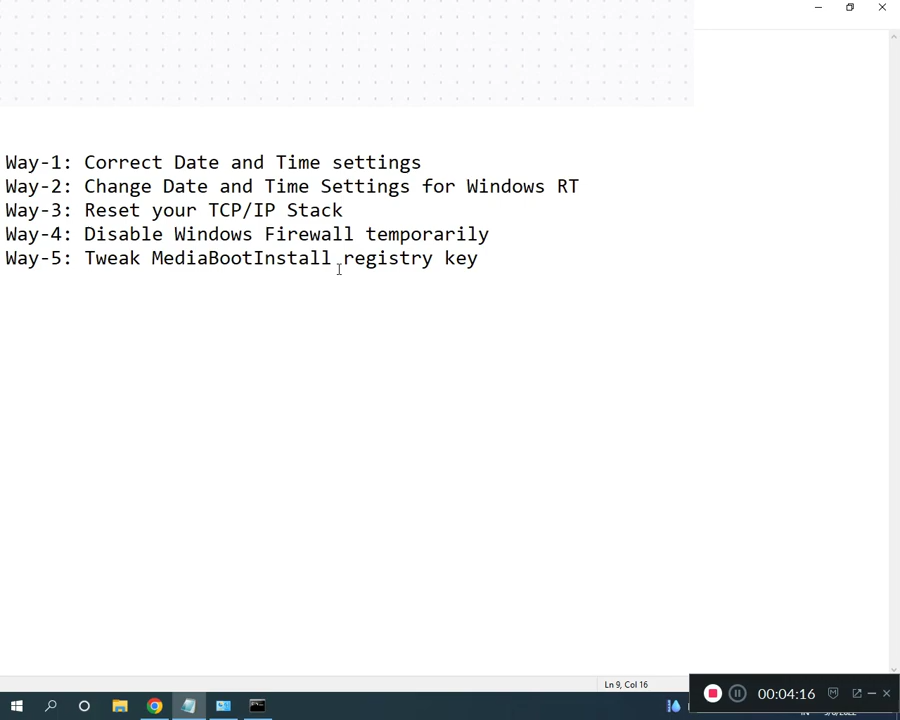 Way-1: Correct Date and Time settings
Way-2: Change Date and Time Settings for Windows RT
Way-3: Reset your TCP/IP Stack
Way-4: Disable Windows Firewall temporarily
Way-5: Tweak MediaBootInstall registry key
Ln 9, Col 16
00:04:16